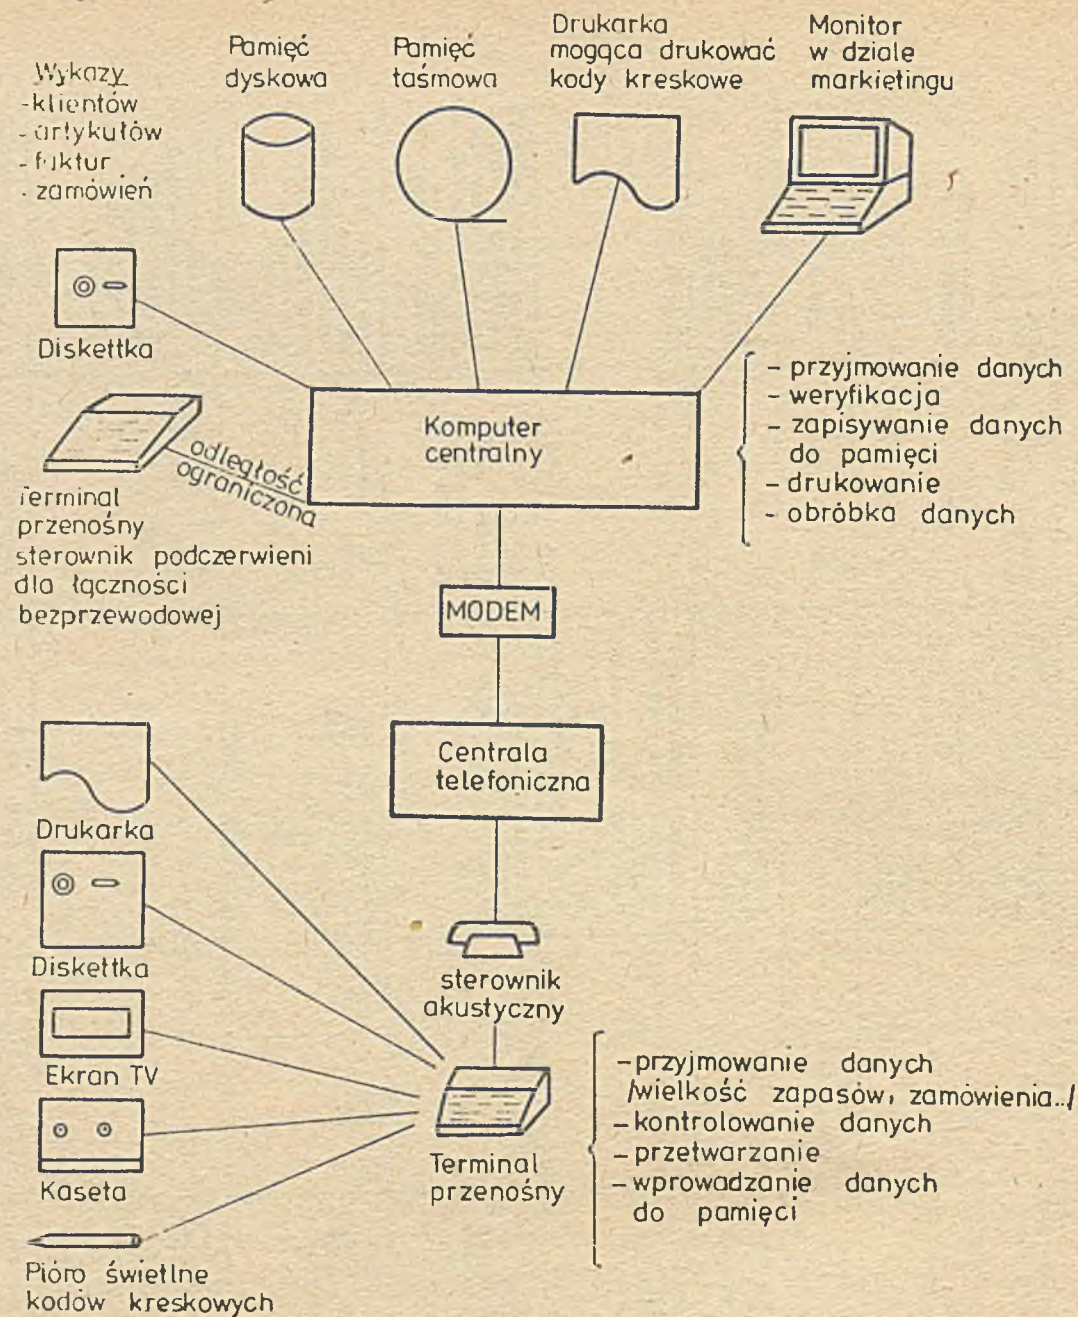 Wykazy
-klientów
-artykułów
-faktur
-zamówień
Pamięć
dyskowa
Pamięć
taśmowa
Drukarka
mogąca drukować
kody kreskowe
Monitor
w dziale
markietingu
Diskettka
Terminal
przenośny
sterownik podczerwieni
dla łączności
bezprzewodowej
odległość
ograniczona
Komputer
centralny
- przyjmowanie danych
- weryfikacja
- zapisywanie danych
do pamięci
- drukowanie
- obróbka danych
MODEM
Centrala
telefoniczna
sterownik
akustyczny
Drukarka
Diskettka
Ekran TV
Kaseta
Pióro świetlne
kodów kreskowych
Terminal
przenośny
- przyjmowanie danych
/wielkość zapasów, zamówienia../
- kontrolowanie danych
- przetwarzanie
- wprowadzanie danych
do pamięci